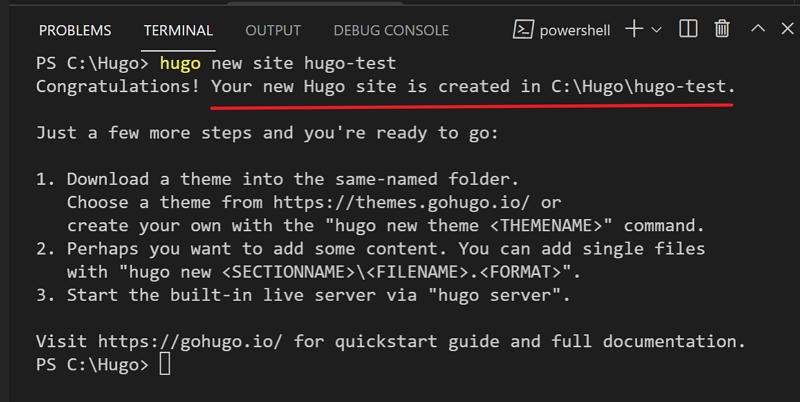 PROBLEMS TERMINAL OUTPUT DEBUG CONSOLE powershell
PS C:\Hugo> hugo new site hugo-test
Congratulations! Your new Hugo site is created in C:\Hugo\hugo-test.
Just a few more steps and you're ready to go:
1. Download a theme into the same-named folder.
Choose a theme from https://themes.gohugo.io/ or
create your own with the "hugo new theme <THEMENAME>" command.
2. Perhaps you want to add some content. You can add single files
with "hugo new <SECTIONNAME>\<FILENAME>.<FORMAT>".
3. Start the built-in live server via "hugo server".
Visit https://gohugo.io/ for quickstart guide and full documentation.
PS C:\Hugo>